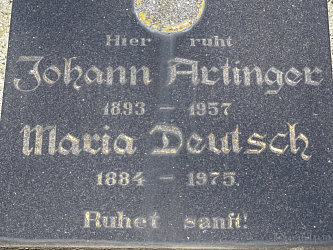 Hier ruht
Johann Artinger
1893 - 1957
Maria Deutsch
1884 - 1975.
Ruhet sanft!